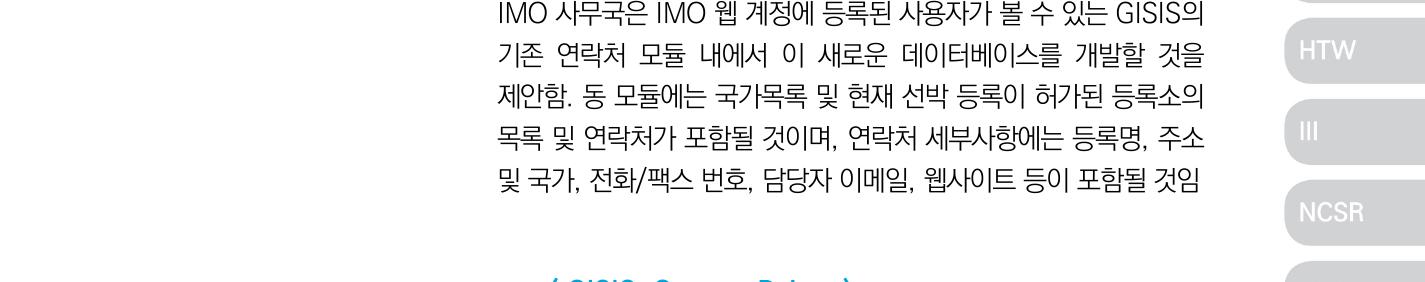 IMO 사무국은 IMO 웹 계정에 등록된 사용자가 볼 수 있는 GISIS의
기존 연락처 모듈 내에서 이 새로운 데이터베이스를 개발할 것을
제안함. 동 모듈에는 국가목록 및 현재 선박 등록이 허가된 등록소의
목록 및 연락처가 포함될 것이며, 연락처 세부사항에는 등록명, 주소
및 국가, 전화/팩스 번호, 담당자 이메일, 웹사이트 등이 포함될 것임
HTW
III
NCSR